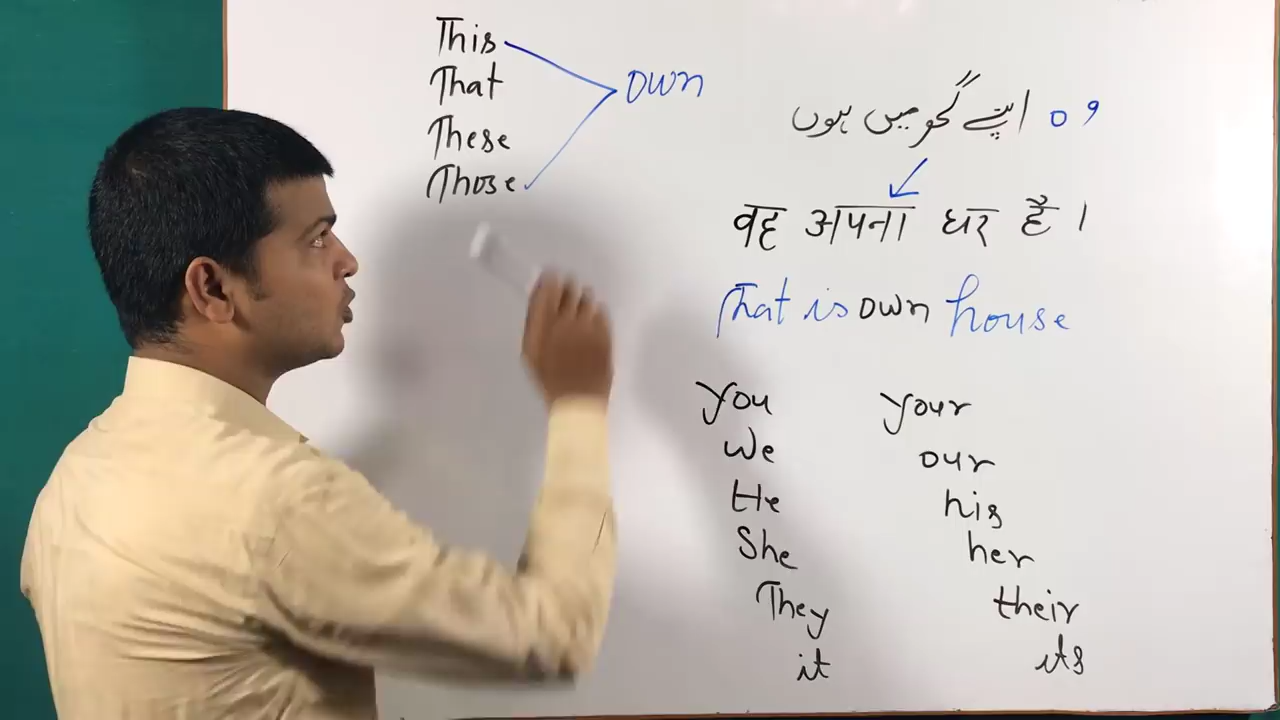 This
That
These
Those
own
وہ اپنے گھر میں ہوں
वह अपना घर है ।
That is own house
you your
We our
He his
She her
They their
it its